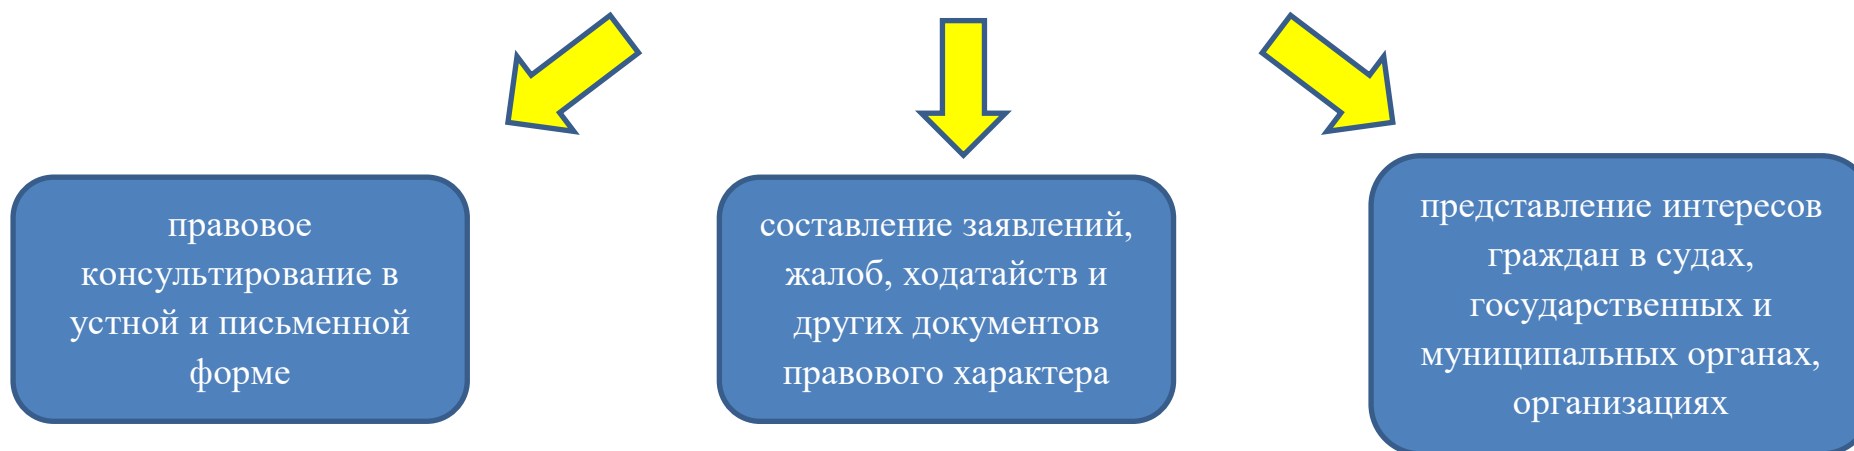 правовое
консультирование в
устной и письменной
форме
составление заявлений,
жалоб, ходатайств и
других документов
правового характера
представление интересов
граждан в судах,
государственных и
муниципальных органах,
организациях